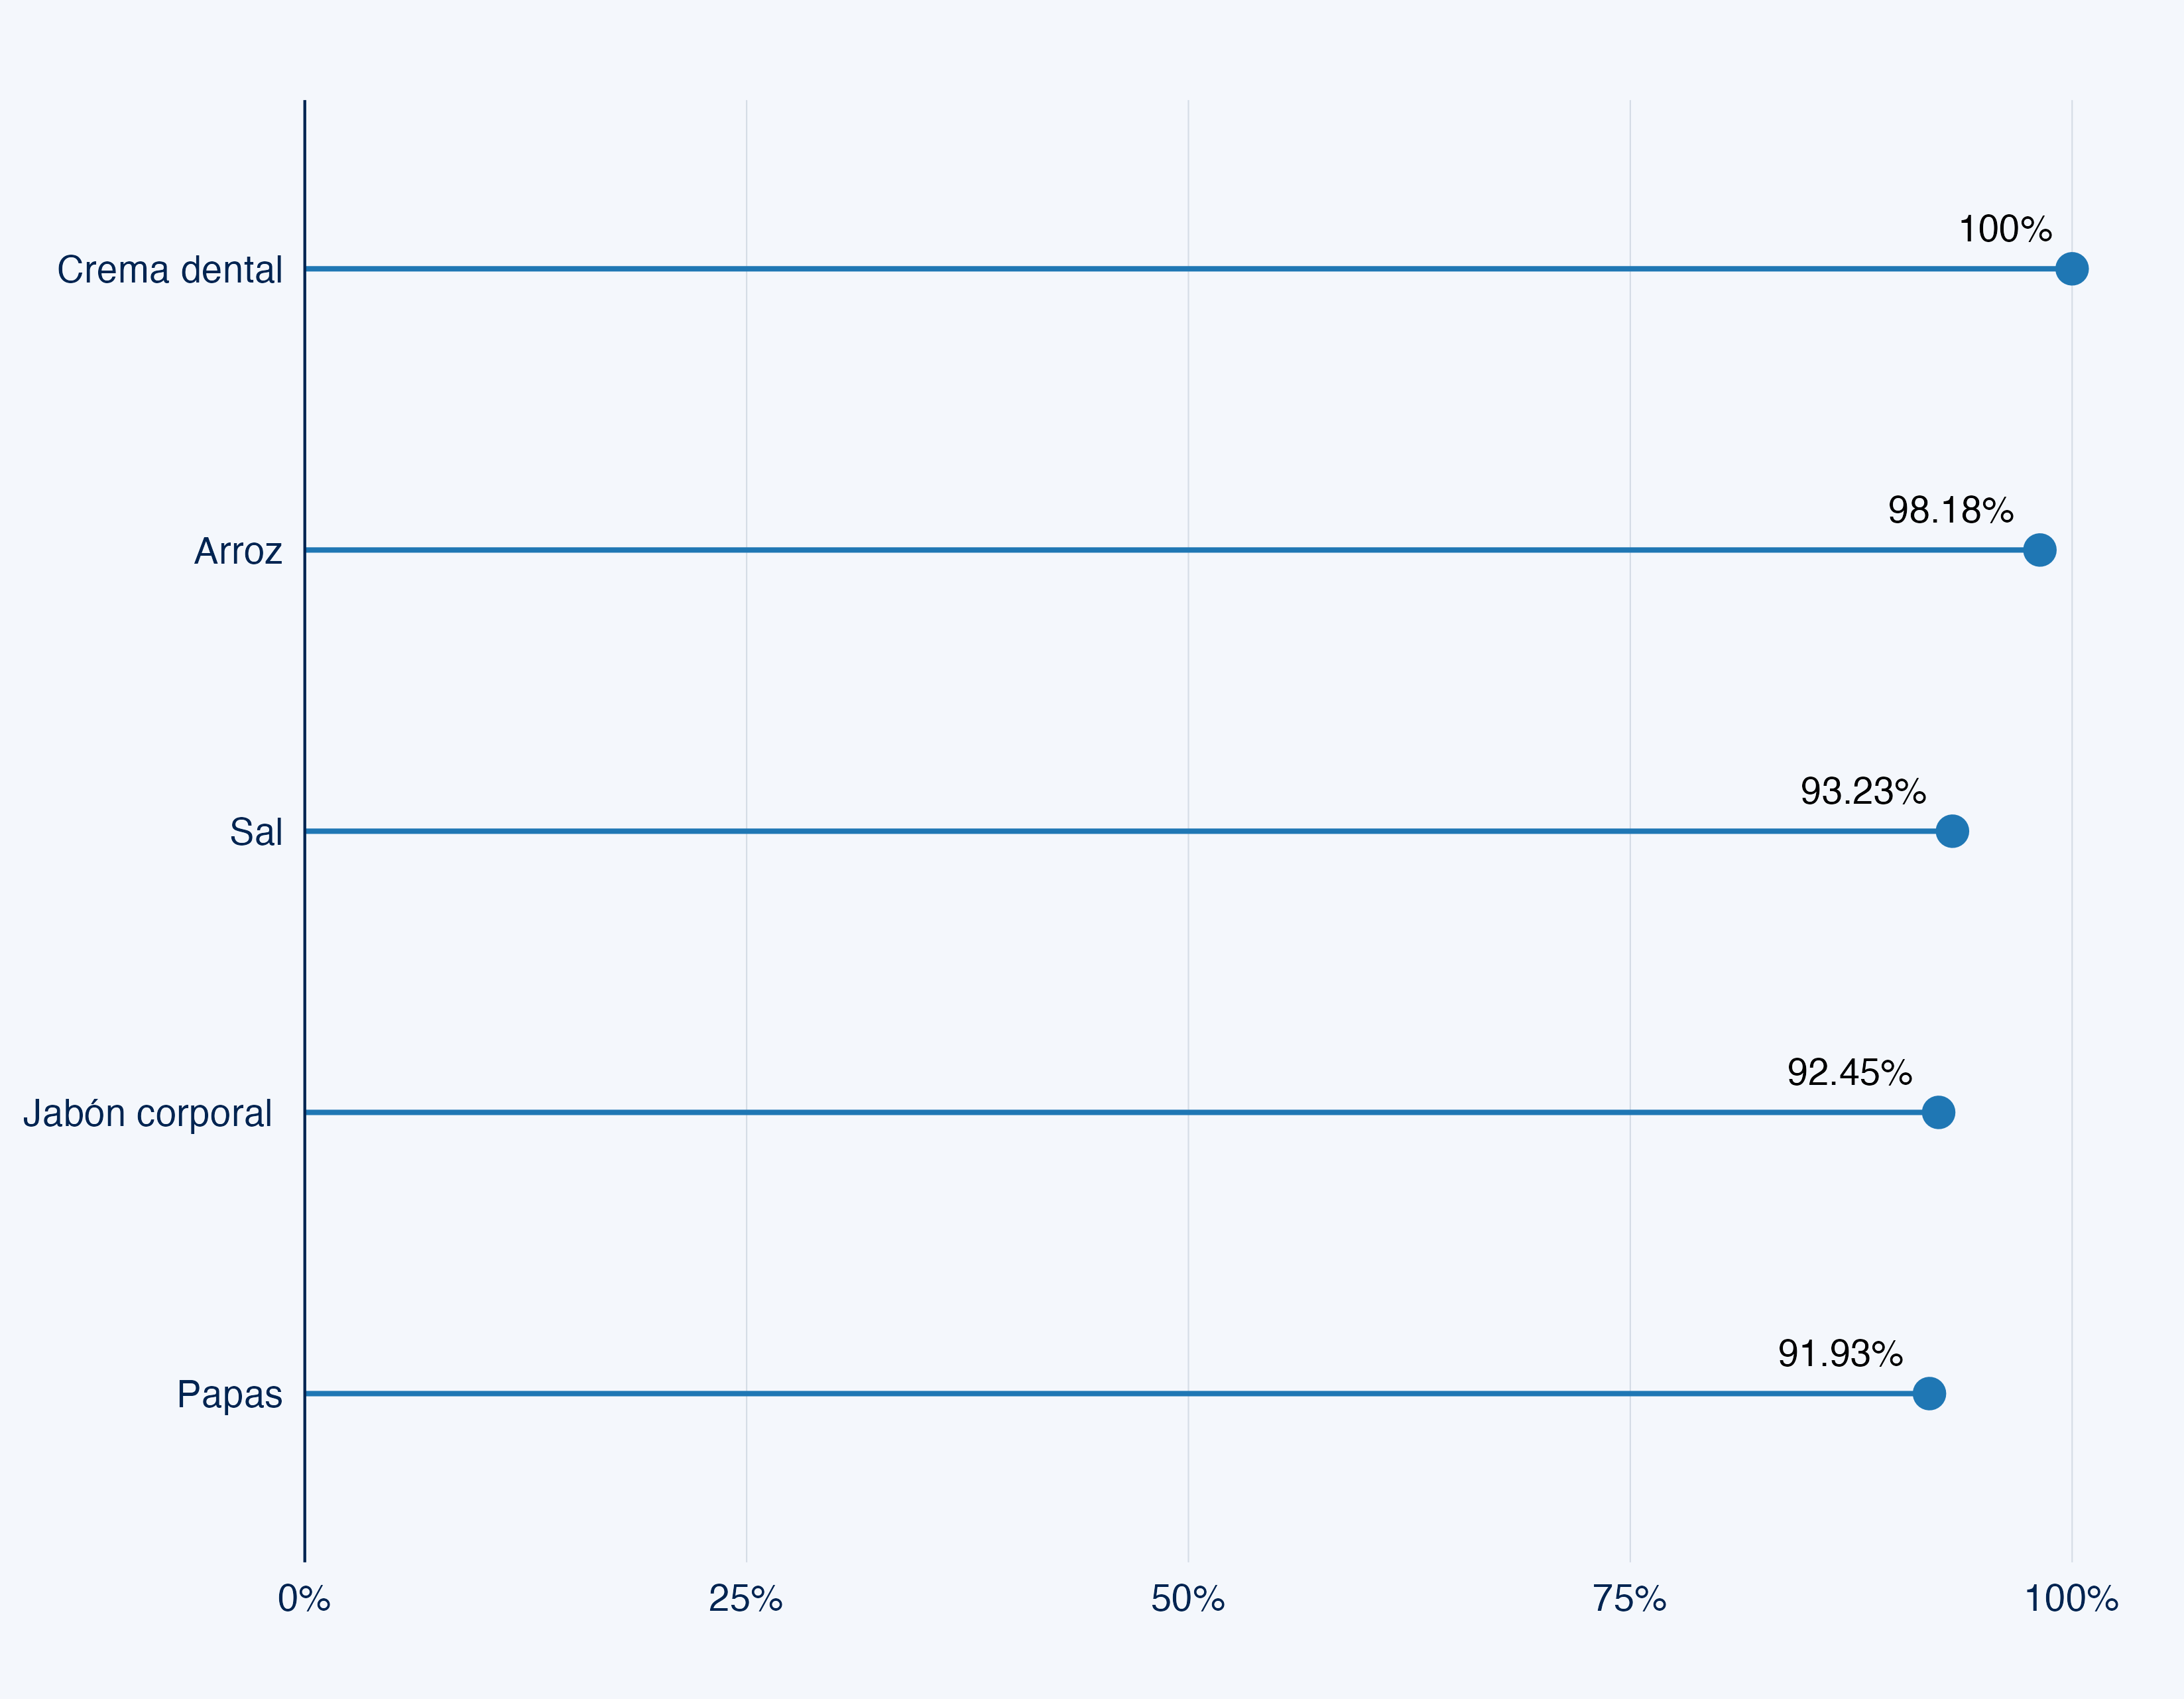 100%
Crema dental
98.18%
Arroz
93.23%
Sal
92.45%
Jabón corporal
91.93%
Papas
0% 25% 50% 75% 100%